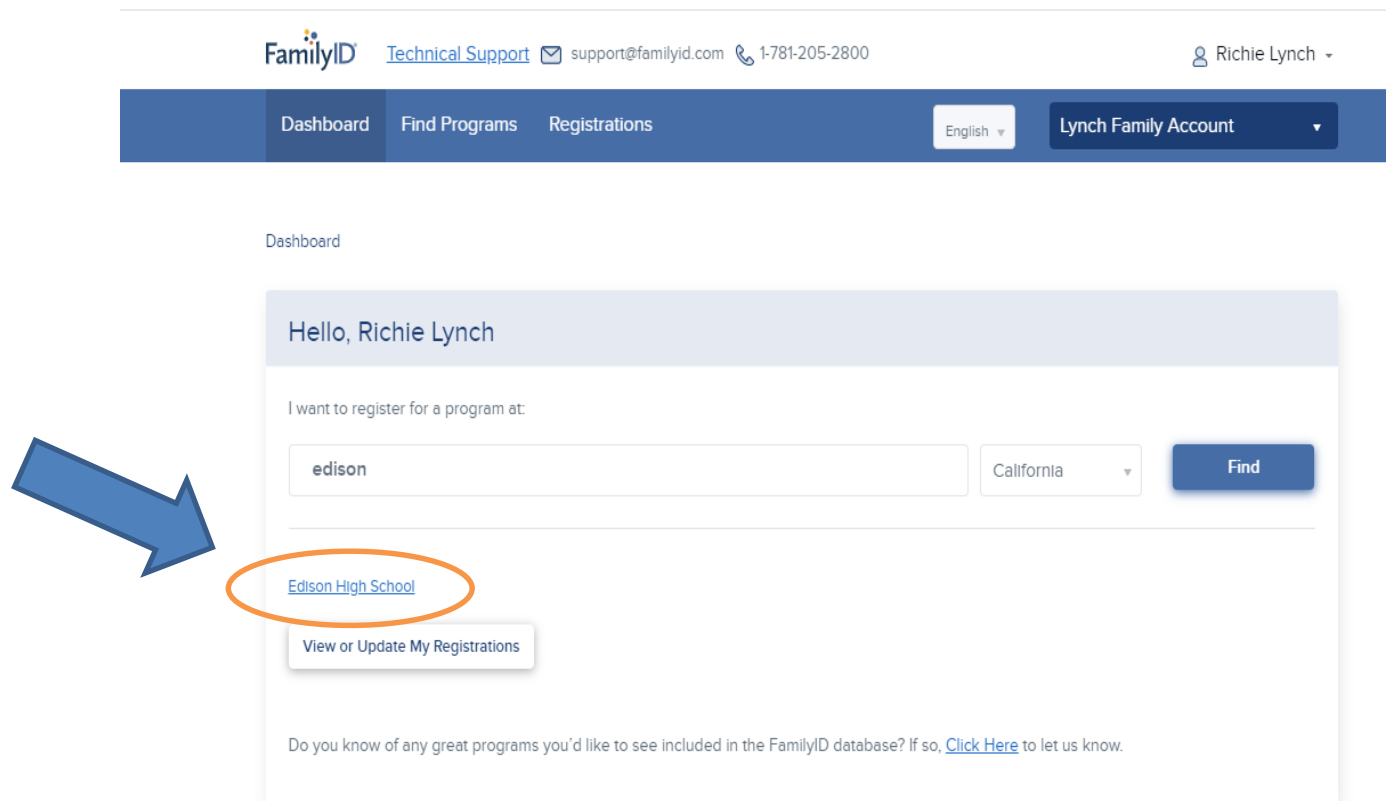 FamilyID Technical Support support@familyid.com 1-781-205-2800 Richie Lynch
Dashboard Find Programs Registrations English Lynch Family Account
Dashboard
Hello, Richie Lynch
I want to register for a program at:
edison California Find
Edison High School
View or Update My Registrations
Do you know of any great programs you'd like to see included in the FamilyID database? If so, Click Here to let us know.